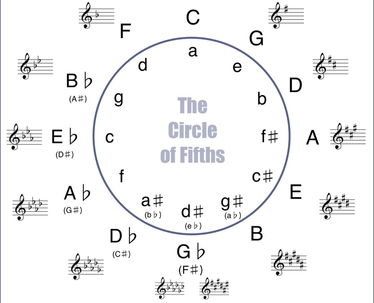 C
F
G
a
d
e
B♭
(A♯)
D
g
b
The
Circle
of Fifths
E♭
(D♯)
c
f♯
A
f
c♯
A♭
(G♯)
a♯
(b♭)
d♯
(e♭)
g♯
(a♭)
E
D♭
(C♯)
B
G♭
(F♯)